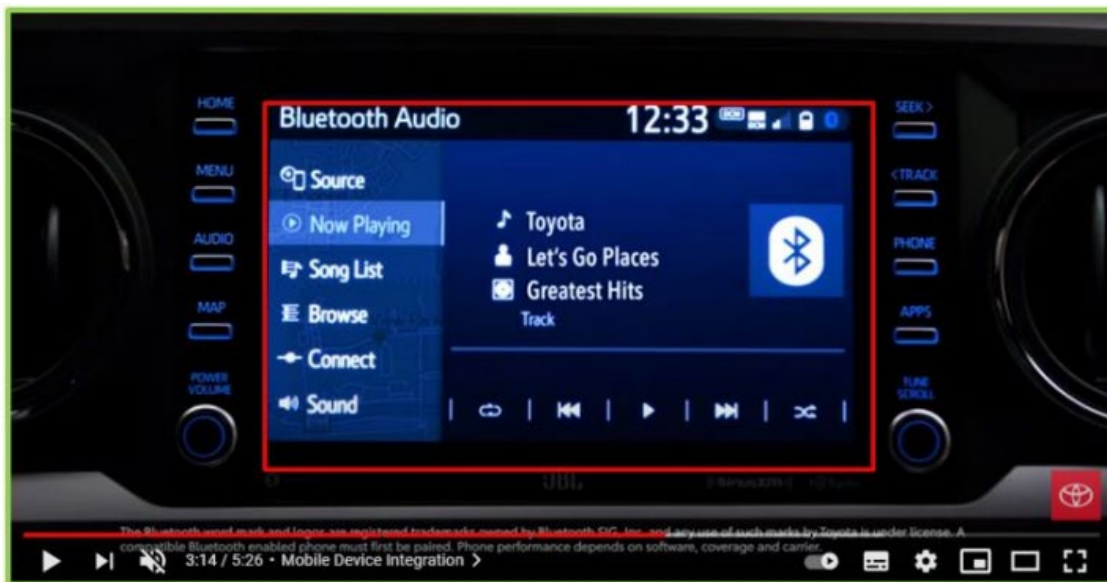 HOME
MENU
AUDIO
MAP
POWER
VOLUME
Bluetooth Audio 12:33
Source
Now Playing
Song List
Browse
Connect
Sound
Toyota
Let's Go Places
Greatest Hits
Track
SEEK >
< TRACK
PHONE
APPS
TUNE
SCROLL
JBL
SiriusXM
The Bluetooth word mark and logos are registered trademarks owned by Bluetooth SIG, Inc. and any use of such marks by Toyota is under license. A
compatible Bluetooth enabled phone must first be paired. Phone performance depends on software, coverage and carrier.
3:14 / 5:26 • Mobile Device Integration >